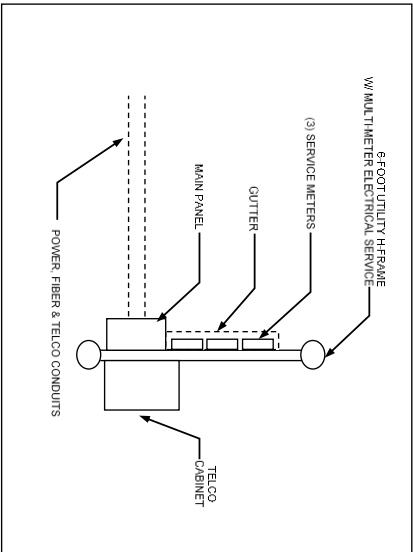 6-FOOT UTILITY H-FRAME
W/ MULTI-METER ELECTRICAL SERVICE
(3) SERVICE METERS
GUTTER
MAIN PANEL
POWER, FIBER & TELCO CONDUITS
TELCO
CABINET